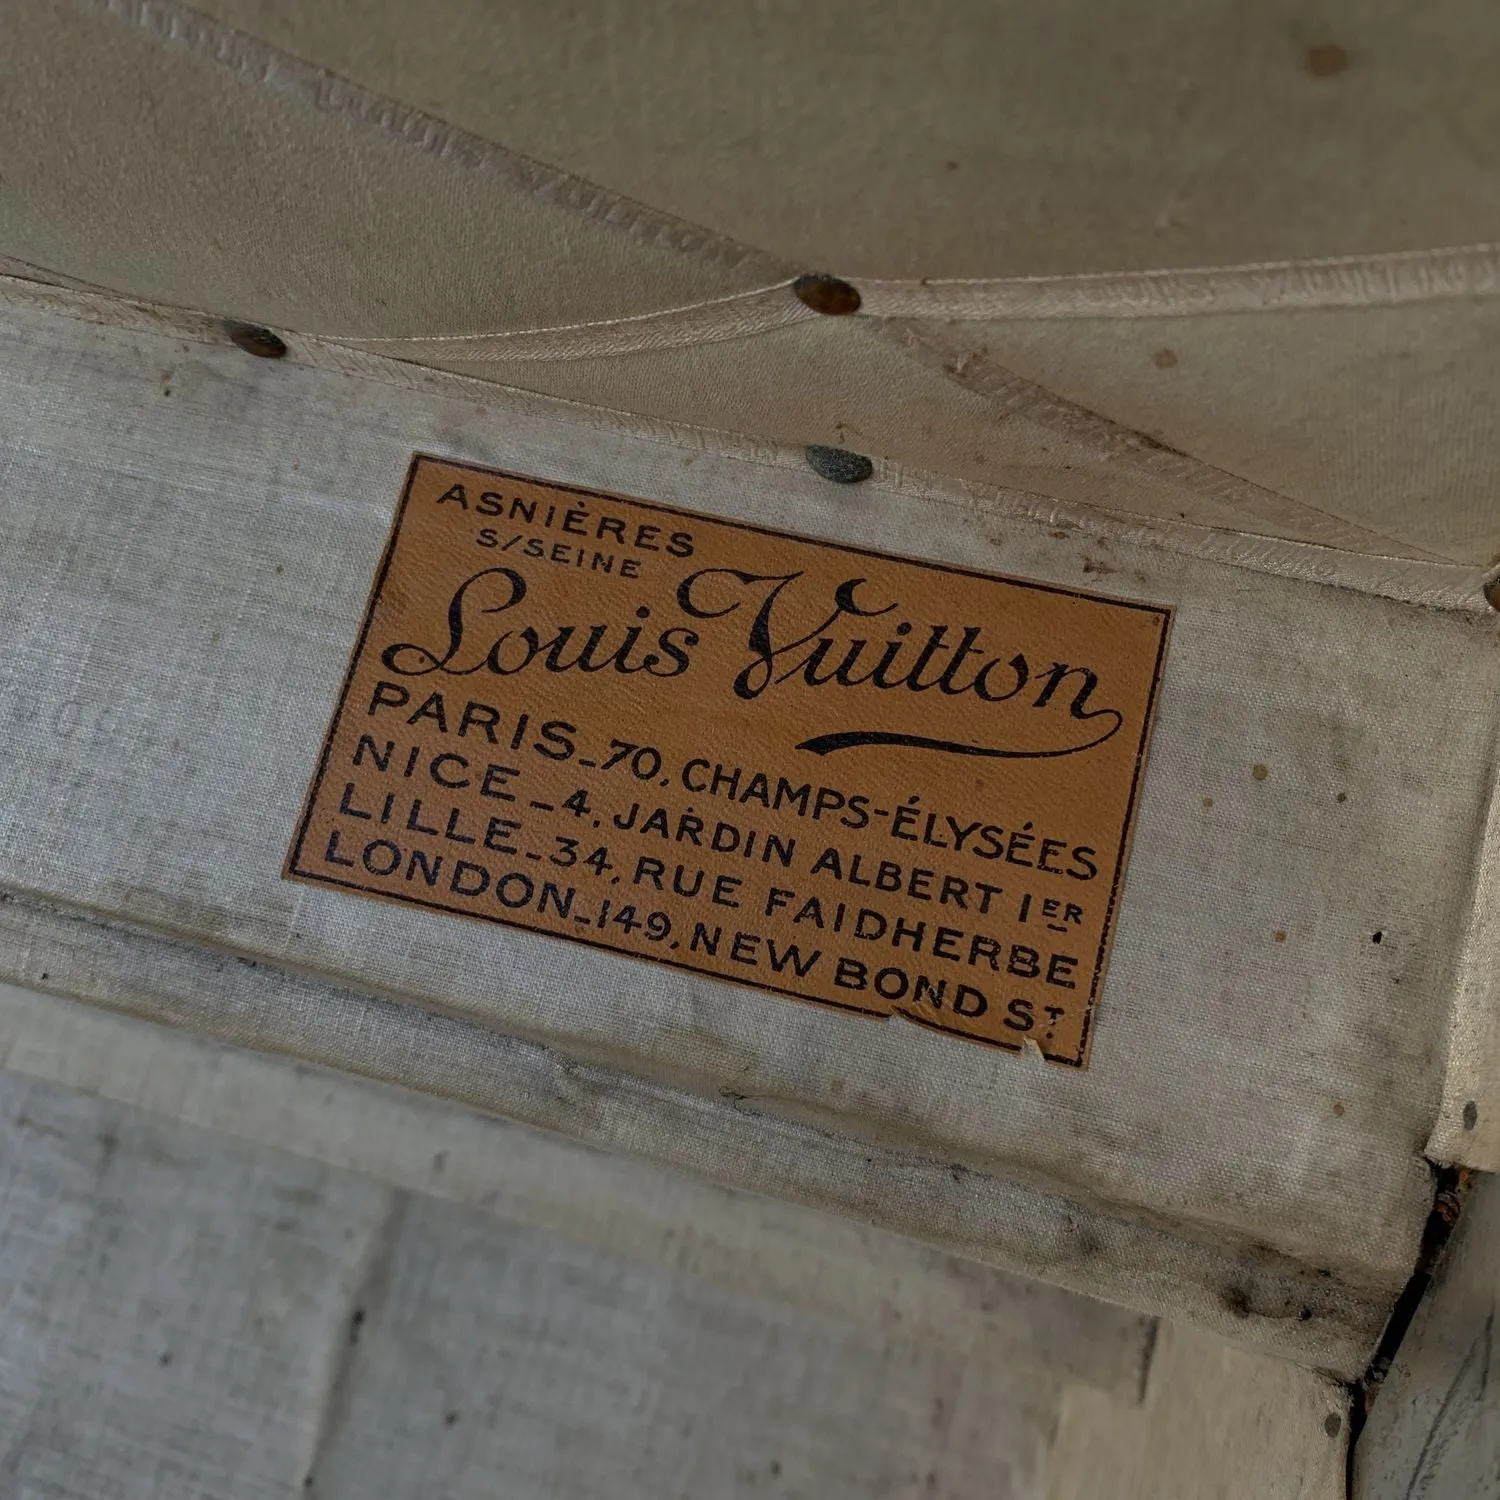 ASNIÈRES
S/SEINE
Louis Vuitton
PARIS_70, CHAMPS-ÉLYSÉES
NICE_4, JARDIN ALBERT 1ER
LILLE_34, RUE FAIDHERBE
LONDON_149, NEW BOND ST